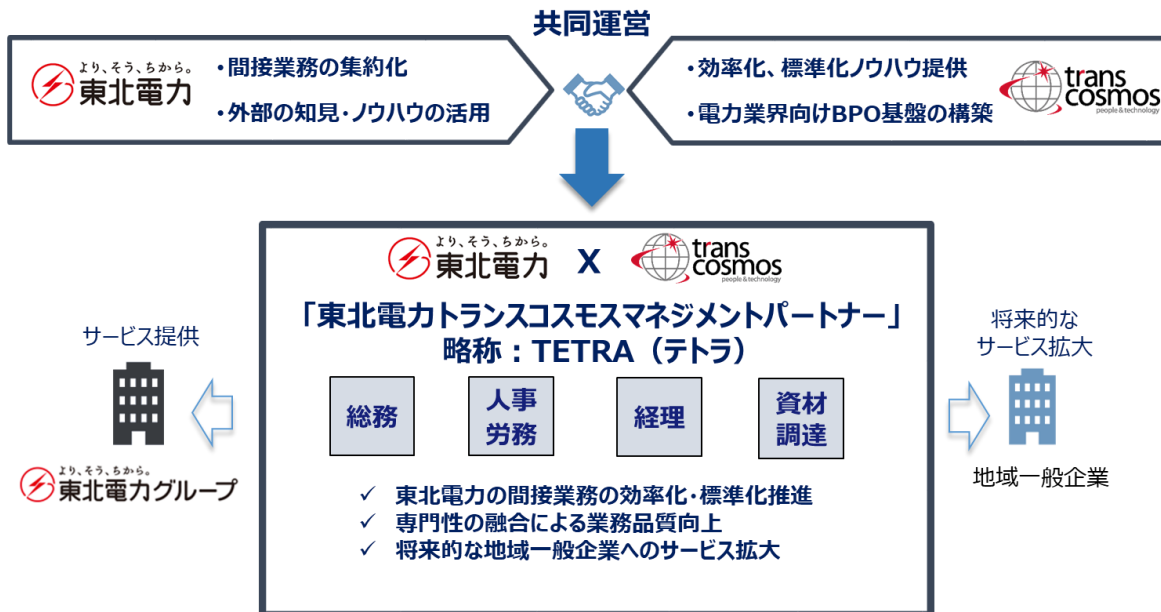 共同運営
より、そう、ちから。
東北電力
・間接業務の集約化
・外部の知見・ノウハウの活用
・効率化、標準化ノウハウ提供
・電力業界向けBPO基盤の構築
trans
cosmos
people & technology
より、そう、ちから。
東北電力
X
trans
cosmos
people & technology
「東北電力トランスコスモスマネジメントパートナー」
略称：TETRA（テトラ）
総務
人事
労務
経理
資材
調達
✓ 東北電力の間接業務の効率化・標準化推進
✓ 専門性の融合による業務品質向上
✓ 将来的な地域一般企業へのサービス拡大
サービス提供
より、そう、ちから。
東北電力グループ
将来的な
サービス拡大
地域一般企業